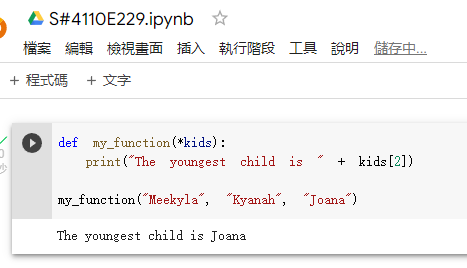 S#4110E229.ipynb
檔案 編輯 檢視畫面 插入 執行階段 工具 說明 儲存中...
+ 程式碼 + 文字
def my_function(*kids):
    print("The youngest child is " + kids[2])
my_function("Meekyla", "Kyanah", "Joana")
The youngest child is Joana